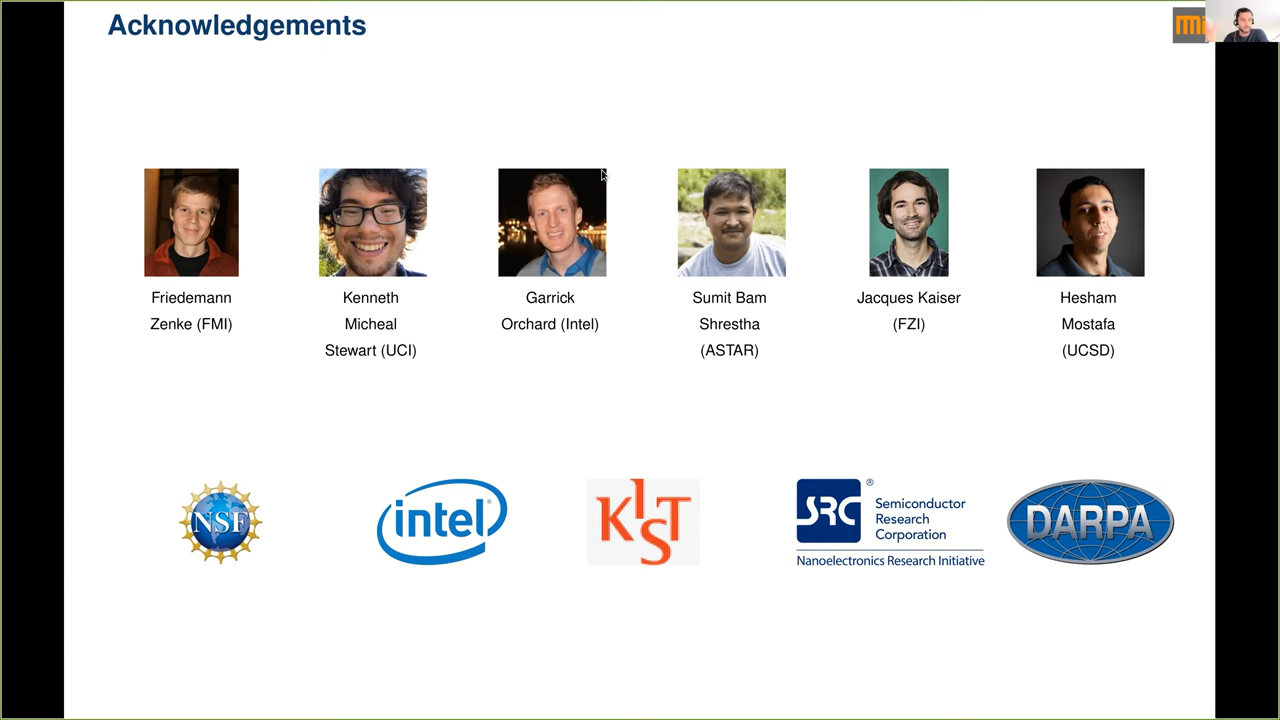 Acknowledgements
Friedemann
Zenke (FMI)
Kenneth
Micheal
Stewart (UCI)
Garrick
Orchard (Intel)
Sumit Bam
Shrestha
(ASTAR)
Jacques Kaiser
(FZI)
Hesham
Mostafa
(UCSD)
NSF
intel®
KIST
SRC®
Semiconductor
Research
Corporation
Nanoelectronics Research Initiative
DARPA